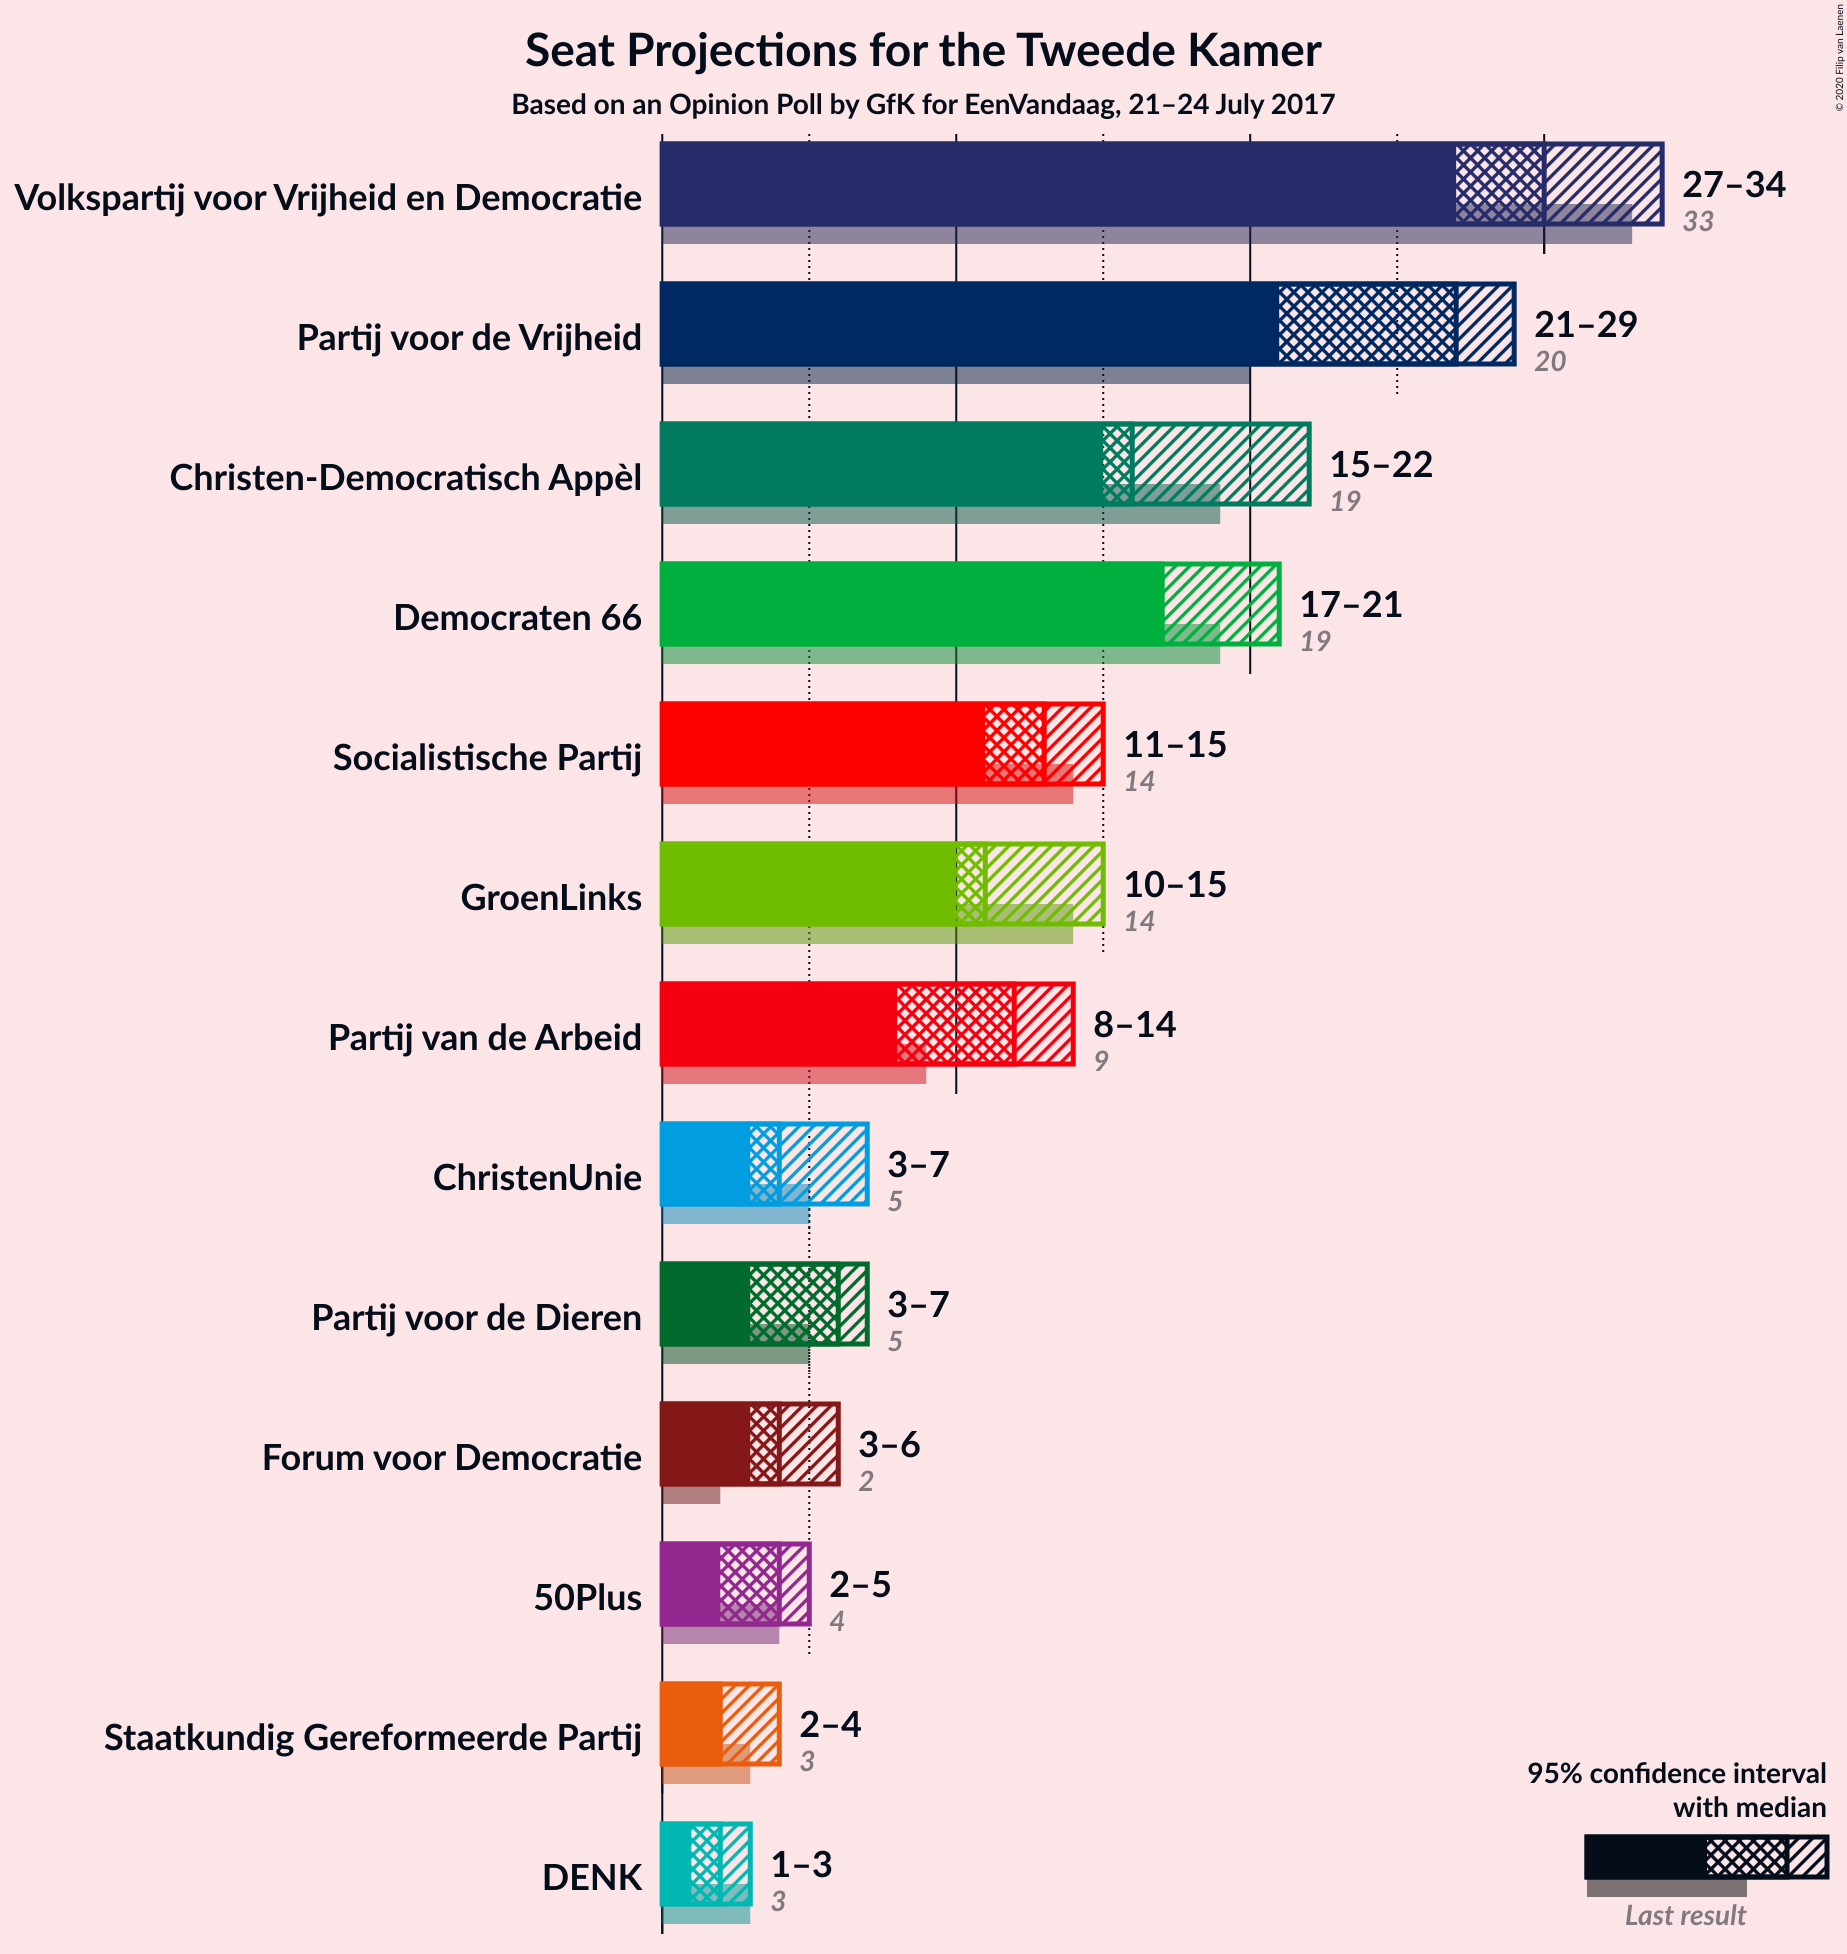 Seat Projections for the Tweede Kamer
Based on an Opinion Poll by GfK for EenVandaag, 21–24 July 2017
© 2020 Filip van Laenen
Volkspartij voor Vrijheid en Democratie
27–34
33
Partij voor de Vrijheid
21–29
20
Christen-Democratisch Appèl
15–22
19
Democraten 66
17–21
19
Socialistische Partij
11–15
14
GroenLinks
10–15
14
Partij van de Arbeid
8–14
9
ChristenUnie
3–7
5
Partij voor de Dieren
3–7
5
Forum voor Democratie
3–6
2
50Plus
2–5
4
Staatkundig Gereformeerde Partij
2–4
3
DENK
1–3
3
95% confidence interval
with median
Last result